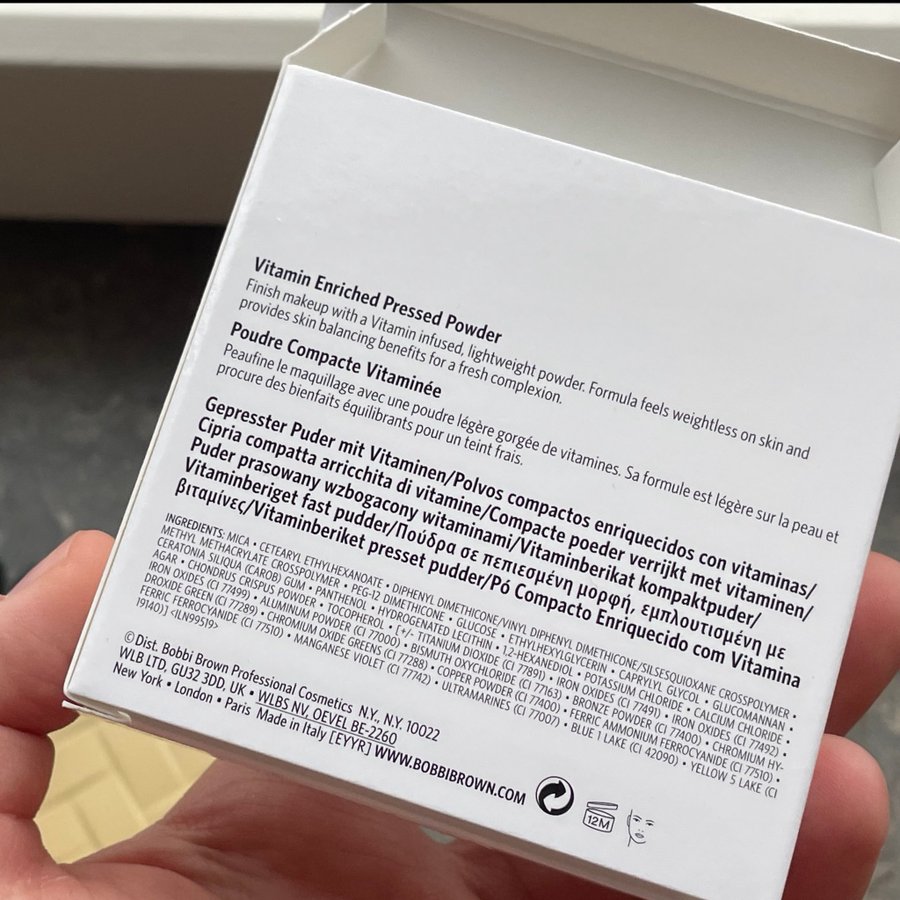 Vitamin Enriched Pressed Powder
Finish makeup with a Vitamin infused, lightweight powder. Formula feels weightless on skin and
provides skin balancing benefits for a fresh complexion.
Poudre Compacte Vitaminée
Peaufine le maquillage avec une poudre légère gorgée de vitamines. Sa formule est légère sur la peau et
procure des bienfaits équilibrants pour un teint frais.
Gepresster Puder mit Vitaminen/Polvos compactos enriquecidos con vitaminas/
Cipria compatta arricchita di vitamine/Compacte poeder verrijkt met vitaminen/
Puder prasowany wzbogacony witaminami/Vitaminberikat kompaktpuder/
Vitaminberiget fast pudder/Πούδρα σε πεπιεσμένη μορφή, εμπλουτισμένη με
βιταμίνες/Vitaminberiket presset pudder/Pó Compacto Enriquecido com Vitamina
INGREDIENTS: MICA • CETEARYL ETHYLHEXANOATE • DIPHENYL DIMETHICONE/VINYL DIPHENYL DIMETHICONE/SILSESQUIOXANE CROSSPOLYMER •
METHYL METHACRYLATE CROSSPOLYMER • PEG-12 DIMETHICONE • GLUCOSE • ETHYLHEXYLGLYCERIN • CAPRYLYL GLYCOL • GLUCOMANNAN •
CERATONIA SILIQUA (CAROB) GUM • PANTHENOL • HYDROGENATED LECITHIN • 1,2-HEXANEDIOL • POTASSIUM CHLORIDE • CALCIUM CHLORIDE •
AGAR • CHONDRUS CRISPUS POWDER • TOCOPHEROL • [+/- TITANIUM DIOXIDE (CI 77891) • IRON OXIDES (CI 77491) • IRON OXIDES (CI 77492) •
IRON OXIDES (CI 77499) • ALUMINUM POWDER (CI 77000) • BISMUTH OXYCHLORIDE (CI 77163) • BRONZE POWDER (CI 77400) • CHROMIUM HY-
DROXIDE GREEN (CI 77289) • CHROMIUM OXIDE GREENS (CI 77288) • COPPER POWDER (CI 77400) • FERRIC AMMONIUM FERROCYANIDE (CI 77510) •
FERRIC FERROCYANIDE (CI 77510) • MANGANESE VIOLET (CI 77742) • ULTRAMARINES (CI 77007) • BLUE 1 LAKE (CI 42090) • YELLOW 5 LAKE (CI
19140)] <ILN99519>
© Dist. Bobbi Brown Professional Cosmetics N.Y., N.Y. 10022
WLB LTD, GU32 3DD, UK • WLBS NV, OEVEL BE-2260
New York • London • Paris Made in Italy [EYYR] WWW.BOBBIBROWN.COM
12M